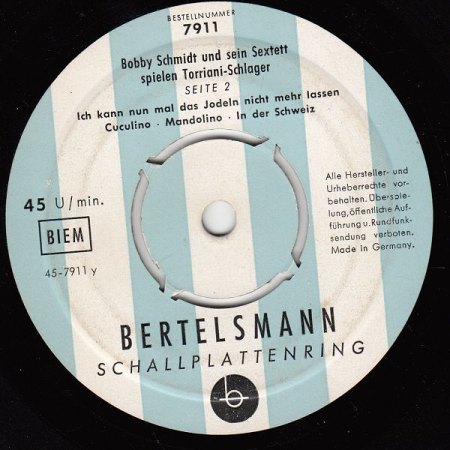 BESTELLNUMMER
7911
Bobby Schmidt und sein Sextett
spielen Torriani-Schlager
SEITE 2
Ich kann nun mal das Jodeln nicht mehr lassen
Cuculino · Mandolino · In der Schweiz
45 U/min.
BIEM
45-7911 y
Alle Hersteller- und
Urheberrechte vor-
behalten. Überspie-
lung, öffentliche Auf-
führung u. Rundfunk-
sendung verboten.
Made in Germany.
BERTELSMANN
SCHALLPLATTENRING
b